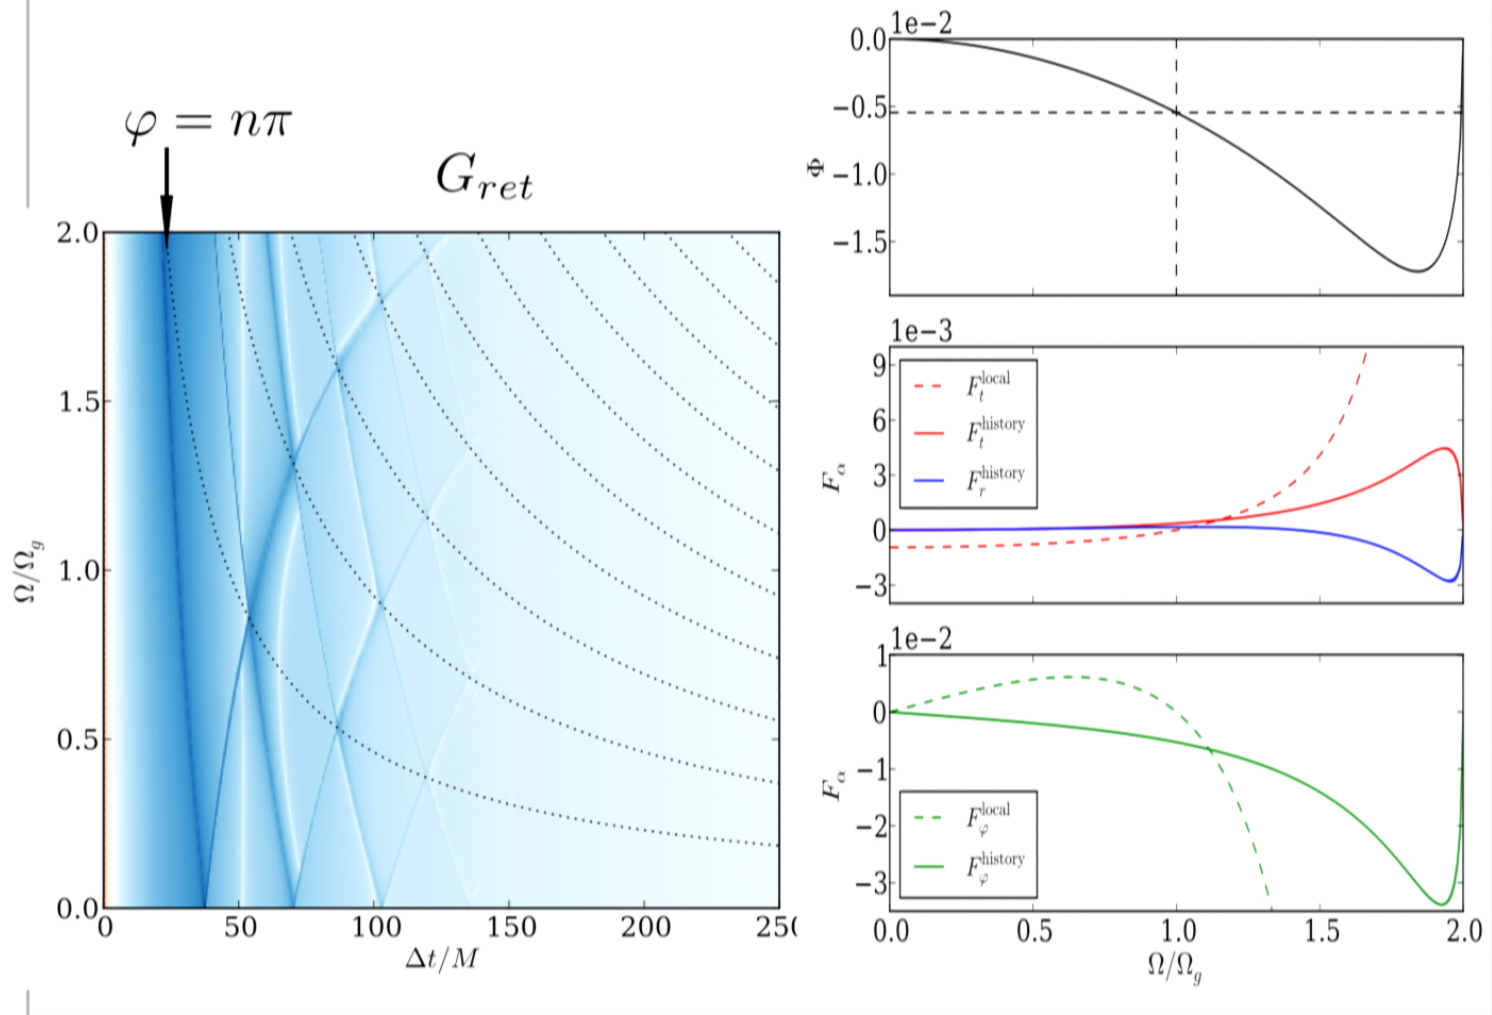 φ = nπ
G_ret
2.0
1.5
1.0
0.5
0.0
Ω/Ω_g
0 50 100 150 200 25
Δt/M
1e−2
0.0
−0.5
−1.0
−1.5
Φ
1e−3
9
6
3
0
−3
F_α
F_t^local
F_t^history
F_r^history
1e−2
1
0
−1
−2
−3
F_α
F_φ^local
F_φ^history
0.0 0.5 1.0 1.5 2.0
Ω/Ω_g